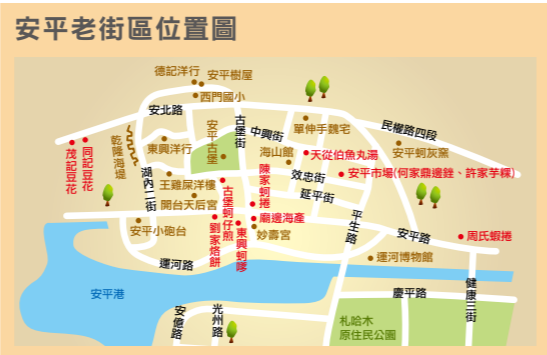 安平老街區位置圖
德記洋行
安平樹屋
西門國小
安北路
古堡街
中興街
單伸手魏宅
民權路四段
茂記豆花
同記豆花
乾隆海堤
東興洋行
安平古堡
海山館
天從伯魚丸湯
安平蚵灰窯
湖內二街
王雞屎洋樓
陳家蚵捲
效忠街
安平市場(何家鼎邊銼、許家芋粿)
延平街
開台天后宮
古堡蚵仔煎
廟邊海產
平生路
安平小砲台
劉家烙餅
東興蚵嗲
妙壽宮
安平路
周氏蝦捲
運河路
運河博物館
安平港
慶平路
健康三街
安億路
光州路
札哈木
原住民公園